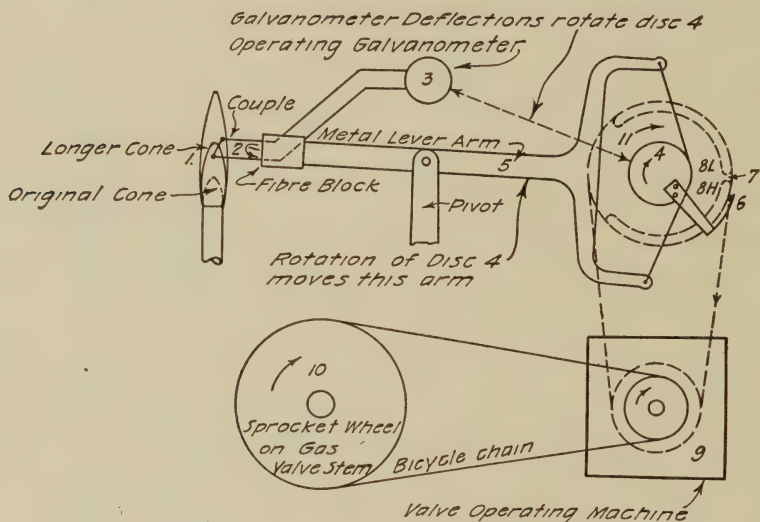 Galvanometer Deflections rotate disc 4
Operating Galvanometer
3
Couple
Longer Cone
1.
2
Metal Lever Arm
5
Original Cone
Fibre Block
Pivot
Rotation of Disc 4
moves this arm
11
4
8L
8H
7
6
10
Sprocket Wheel
on Gas
Valve Stem
Bicycle chain
9
Valve Operating Machine